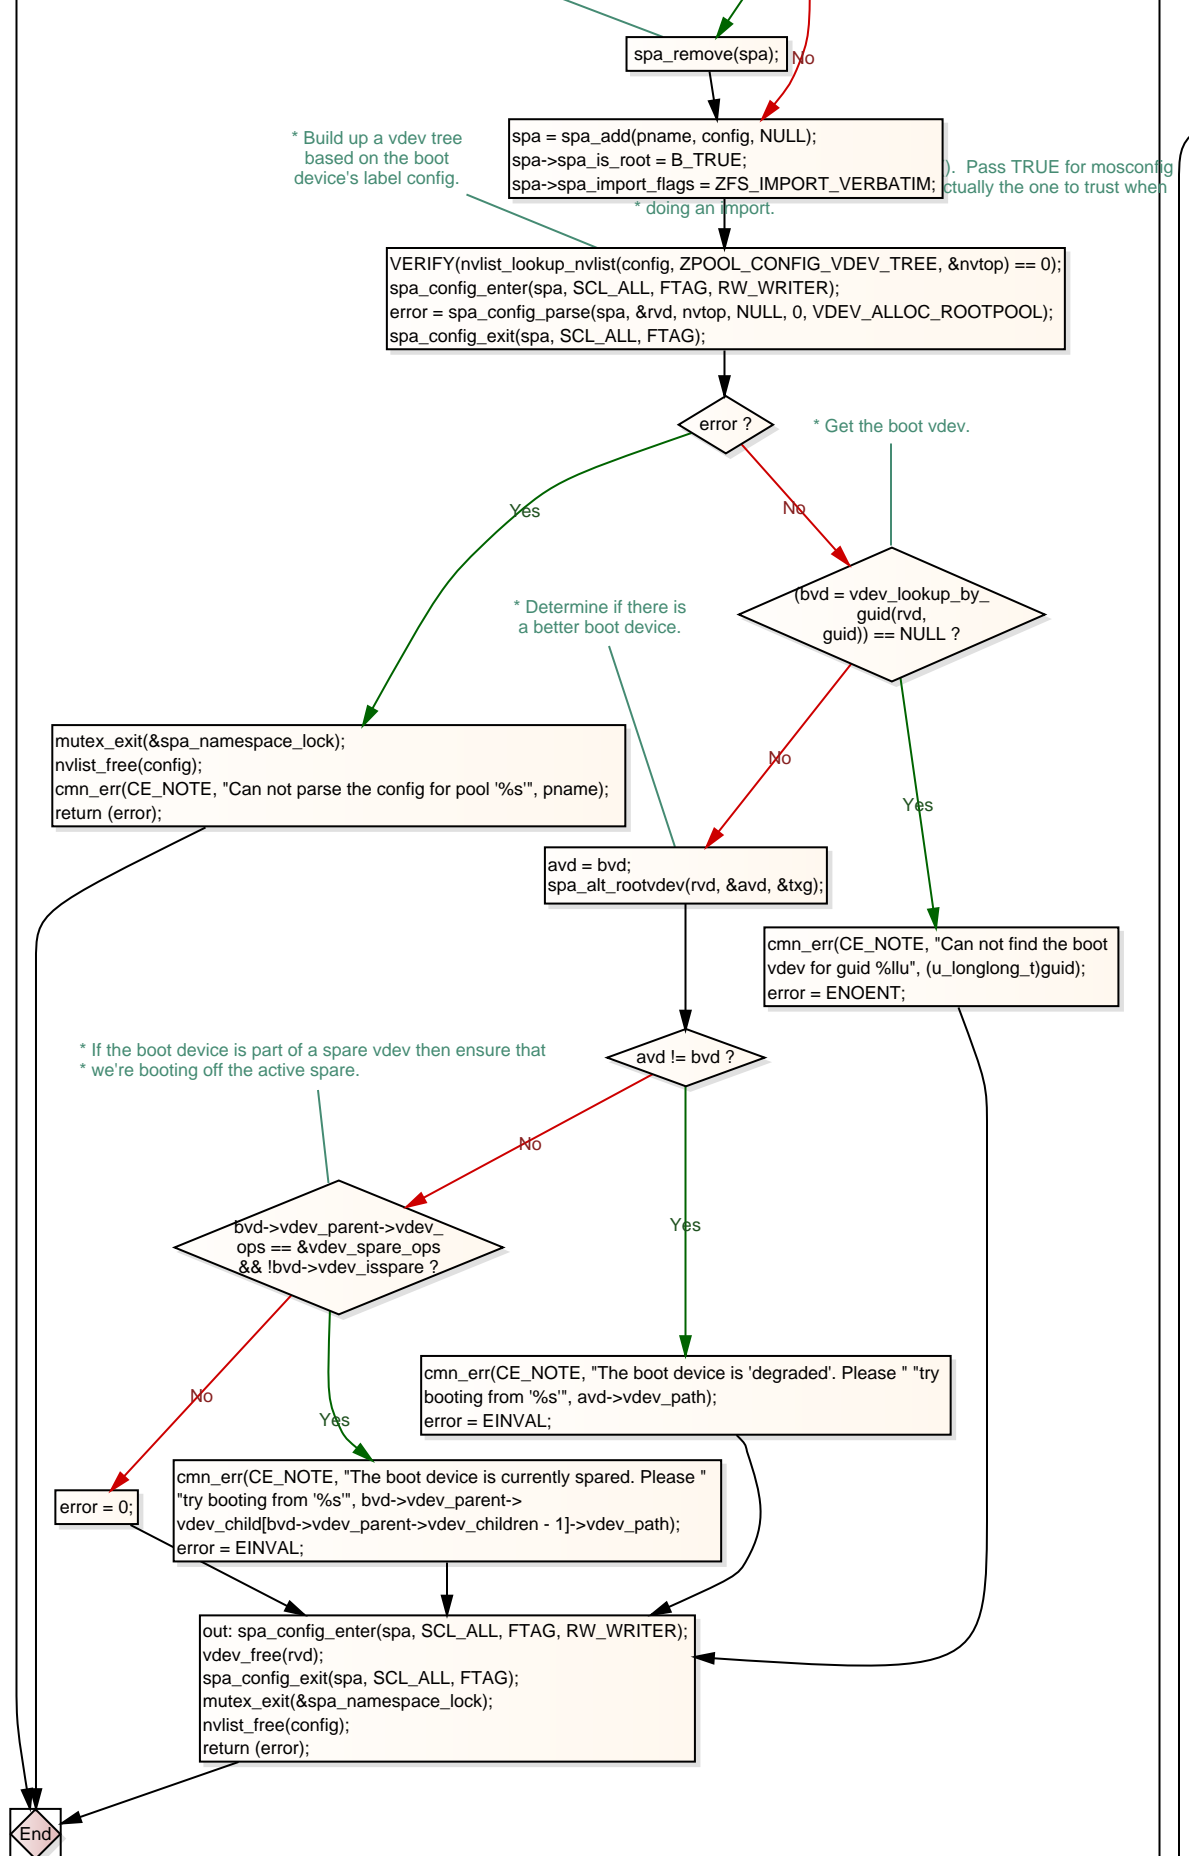 spa_remove(spa);
No
* Build up a vdev tree
based on the boot
device's label config.
spa = spa_add(pname, config, NULL);
spa->spa_is_root = B_TRUE;
spa->spa_import_flags = ZFS_IMPORT_VERBATIM;
). Pass TRUE for mosconfig
ctually the one to trust when
* doing an import.
VERIFY(nvlist_lookup_nvlist(config, ZPOOL_CONFIG_VDEV_TREE, &nvtop) == 0);
spa_config_enter(spa, SCL_ALL, FTAG, RW_WRITER);
error = spa_config_parse(spa, &rvd, nvtop, NULL, 0, VDEV_ALLOC_ROOTPOOL);
spa_config_exit(spa, SCL_ALL, FTAG);
error ?
* Get the boot vdev.
Yes
No
(bvd = vdev_lookup_by_
guid(rvd,
guid)) == NULL ?
* Determine if there is
a better boot device.
mutex_exit(&spa_namespace_lock);
nvlist_free(config);
cmn_err(CE_NOTE, "Can not parse the config for pool '%s'", pname);
return (error);
No
Yes
avd = bvd;
spa_alt_rootvdev(rvd, &avd, &txg);
cmn_err(CE_NOTE, "Can not find the boot
vdev for guid %llu", (u_longlong_t)guid);
error = ENOENT;
* If the boot device is part of a spare vdev then ensure that
* we're booting off the active spare.
avd != bvd ?
No
Yes
bvd->vdev_parent->vdev_
ops == &vdev_spare_ops
&& !bvd->vdev_isspare ?
cmn_err(CE_NOTE, "The boot device is 'degraded'. Please " "try
booting from '%s'", avd->vdev_path);
error = EINVAL;
No
Yes
error = 0;
cmn_err(CE_NOTE, "The boot device is currently spared. Please "
"try booting from '%s'", bvd->vdev_parent->
vdev_child[bvd->vdev_parent->vdev_children - 1]->vdev_path);
error = EINVAL;
out: spa_config_enter(spa, SCL_ALL, FTAG, RW_WRITER);
vdev_free(rvd);
spa_config_exit(spa, SCL_ALL, FTAG);
mutex_exit(&spa_namespace_lock);
nvlist_free(config);
return (error);
End